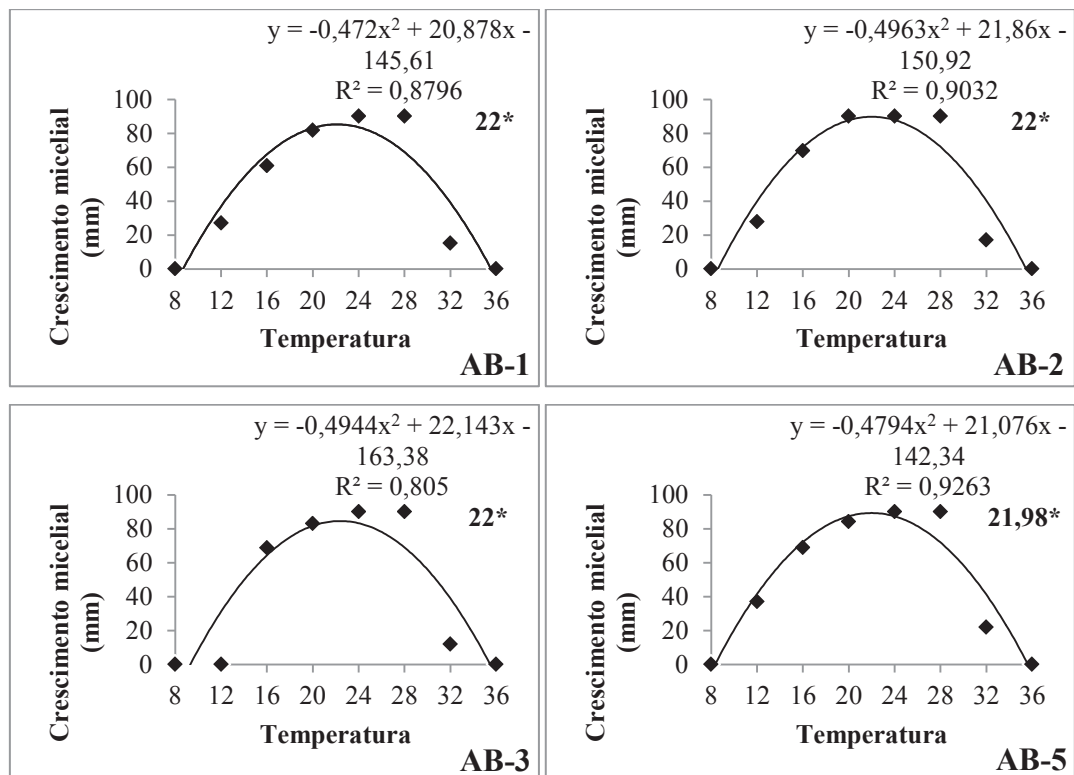 y = -0,472x² + 20,878x -
145,61
R² = 0,8796
22*
Crescimento micelial
(mm)
100
80
60
40
20
0
8 12 16 20 24 28 32 36
Temperatura
AB-1
y = -0,4963x² + 21,86x -
150,92
R² = 0,9032
22*
Crescimento micelial
(mm)
100
80
60
40
20
0
8 12 16 20 24 28 32 36
Temperatura
AB-2
y = -0,4944x² + 22,143x -
163,38
R² = 0,805
22*
Crescimento micelial
(mm)
100
80
60
40
20
0
8 12 16 20 24 28 32 36
Temperatura
AB-3
y = -0,4794x² + 21,076x -
142,34
R² = 0,9263
21,98*
Crescimento micelial
(mm)
100
80
60
40
20
0
8 12 16 20 24 28 32 36
Temperatura
AB-5